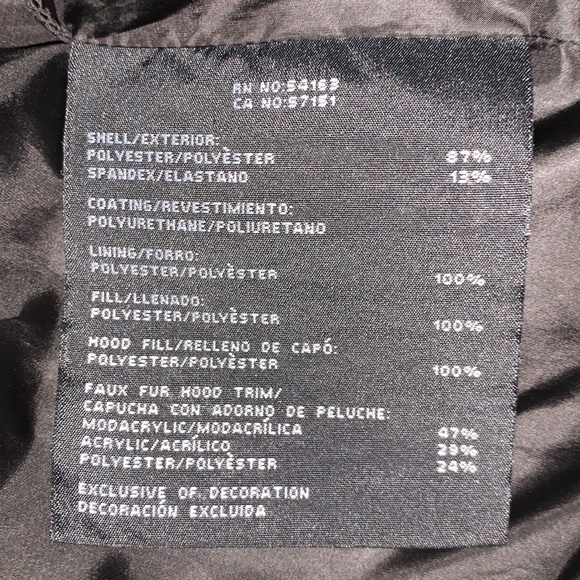 RN NO:54163
CA NO:57151
SHELL/EXTERIOR:
POLYESTER/POLYÈSTER 87%
SPANDEX/ELASTANO 13%
COATING/REVESTIMIENTO:
POLYURETHANE/POLIURETANO
LINING/FORRO:
POLYESTER/POLYÈSTER 100%
FILL/LLENADO:
POLYESTER/POLYÈSTER 100%
HOOD FILL/RELLENO DE CAPÓ:
POLYESTER/POLYÈSTER 100%
FAUX FUR HOOD TRIM/
CAPUCHA CON ADORNO DE PELUCHE:
MODACRYLIC/MODACRÍLICA 47%
ACRYLIC/ACRÍLICO 29%
POLYESTER/POLYÈSTER 24%
EXCLUSIVE OF DECORATION
DECORACIÓN EXCLUIDA